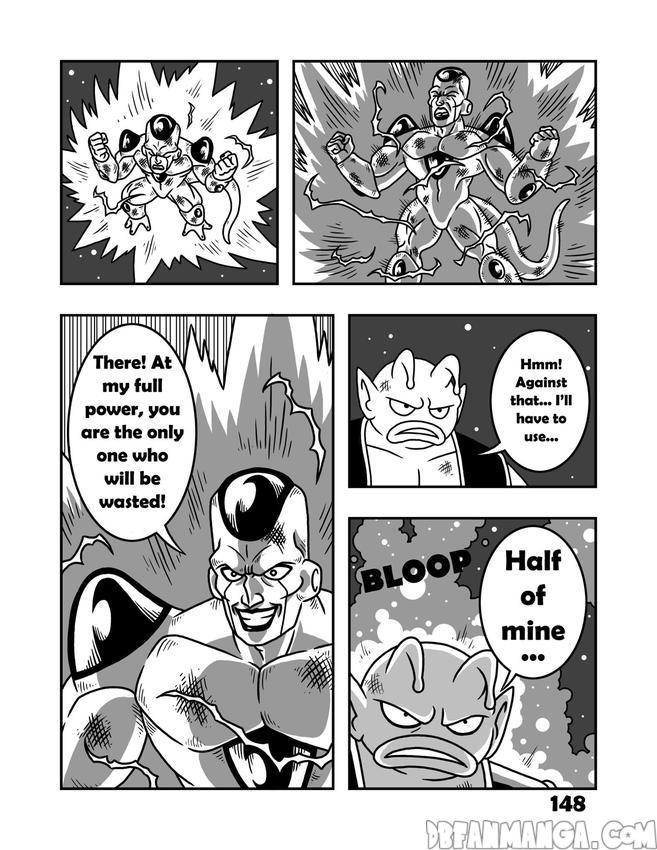 There! At
my full
power, you
are the only
one who
will be
wasted!
Hmm!
Against
that... I'll
have to
use...
BLOOP
Half
of
mine
...
148
DBFANMANGA.COM